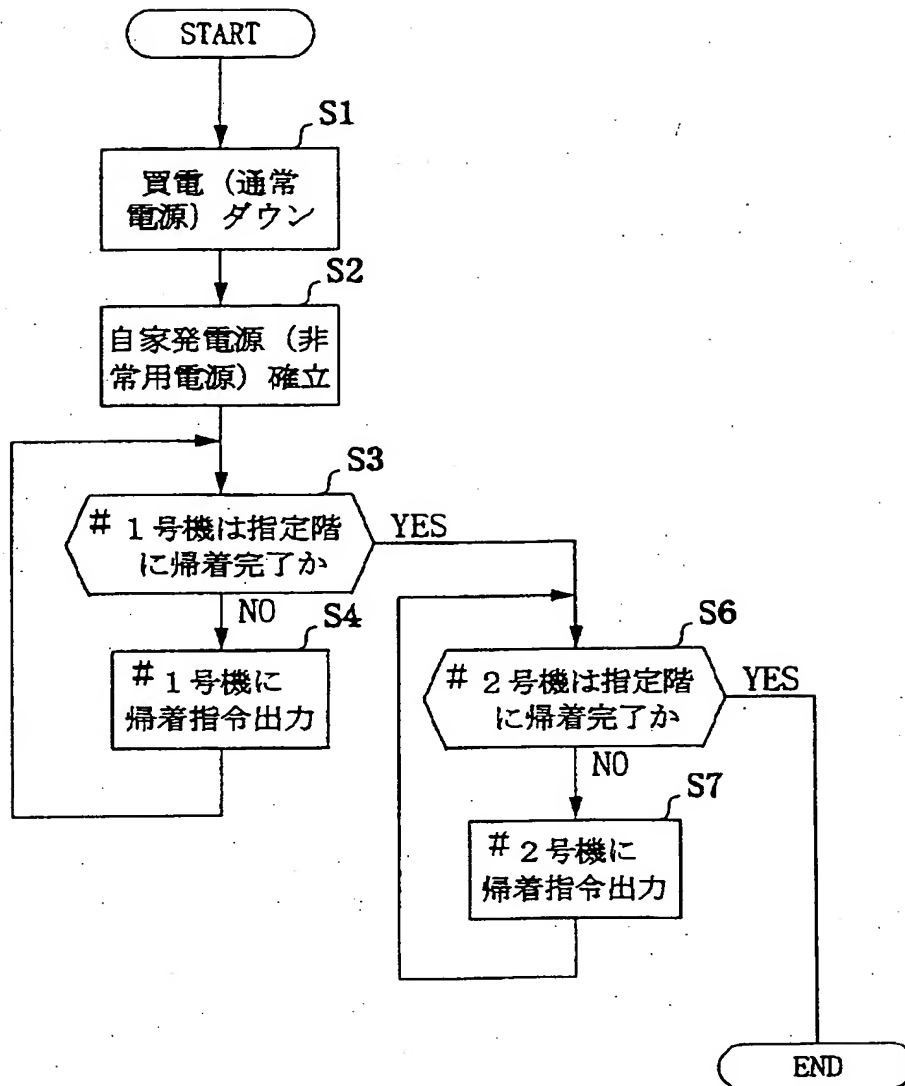 START
S1
買電（通常
電源）ダウン
S2
自家発電源（非
常用電源）確立
S3
# 1号機は指定階
に帰着完了か
YES
NO
S4
# 1号機に
帰着指令出力
S6
# 2号機は指定階
に帰着完了か
YES
NO
S7
# 2号機に
帰着指令出力
END